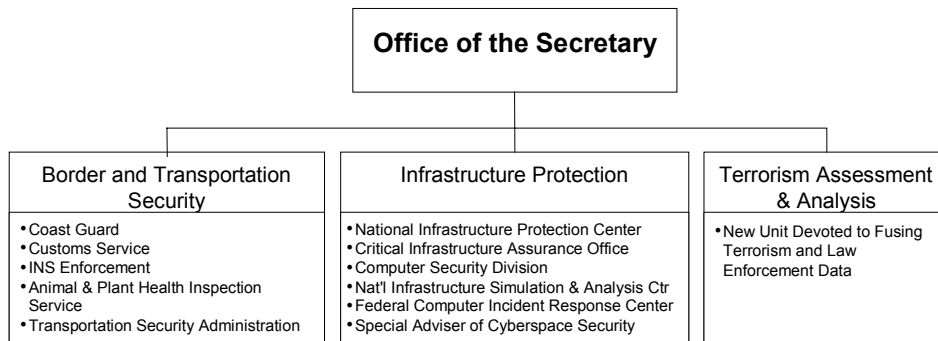 Office of the Secretary
Border and Transportation
Security
• Coast Guard
• Customs Service
• INS Enforcement
• Animal & Plant Health Inspection
Service
• Transportation Security Administration
Infrastructure Protection
• National Infrastructure Protection Center
• Critical Infrastructure Assurance Office
• Computer Security Division
• Nat'l Infrastructure Simulation & Analysis Ctr
• Federal Computer Incident Response Center
• Special Adviser of Cyberspace Security
Terrorism Assessment
& Analysis
• New Unit Devoted to Fusing
Terrorism and Law
Enforcement Data